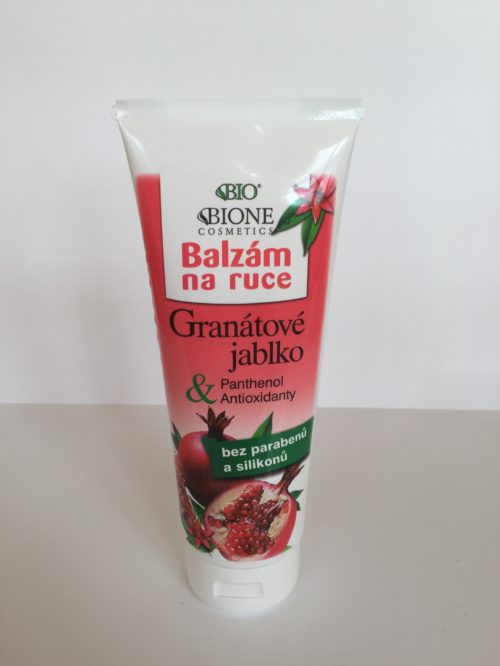 BIO®
BIONE
COSMETICS
Balzám
na ruce
Granátové
jablko
& Panthenol
Antioxidanty
bez parabenů
a silikonů